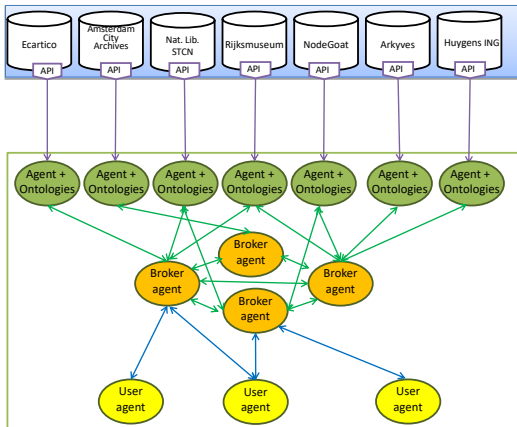 Ecartico
Amsterdam
City
Archives
Nat. Lib.
STCN
Rijksmuseum
NodeGoat
Arkyves
Huygens ING
API
API
API
API
API
API
API
Agent +
Ontologies
Agent +
Ontologies
Agent +
Ontologies
Agent +
Ontologies
Agent +
Ontologies
Agent +
Ontologies
Agent +
Ontologies
Broker
agent
Broker
agent
Broker
agent
Broker
agent
User
agent
User
agent
User
agent